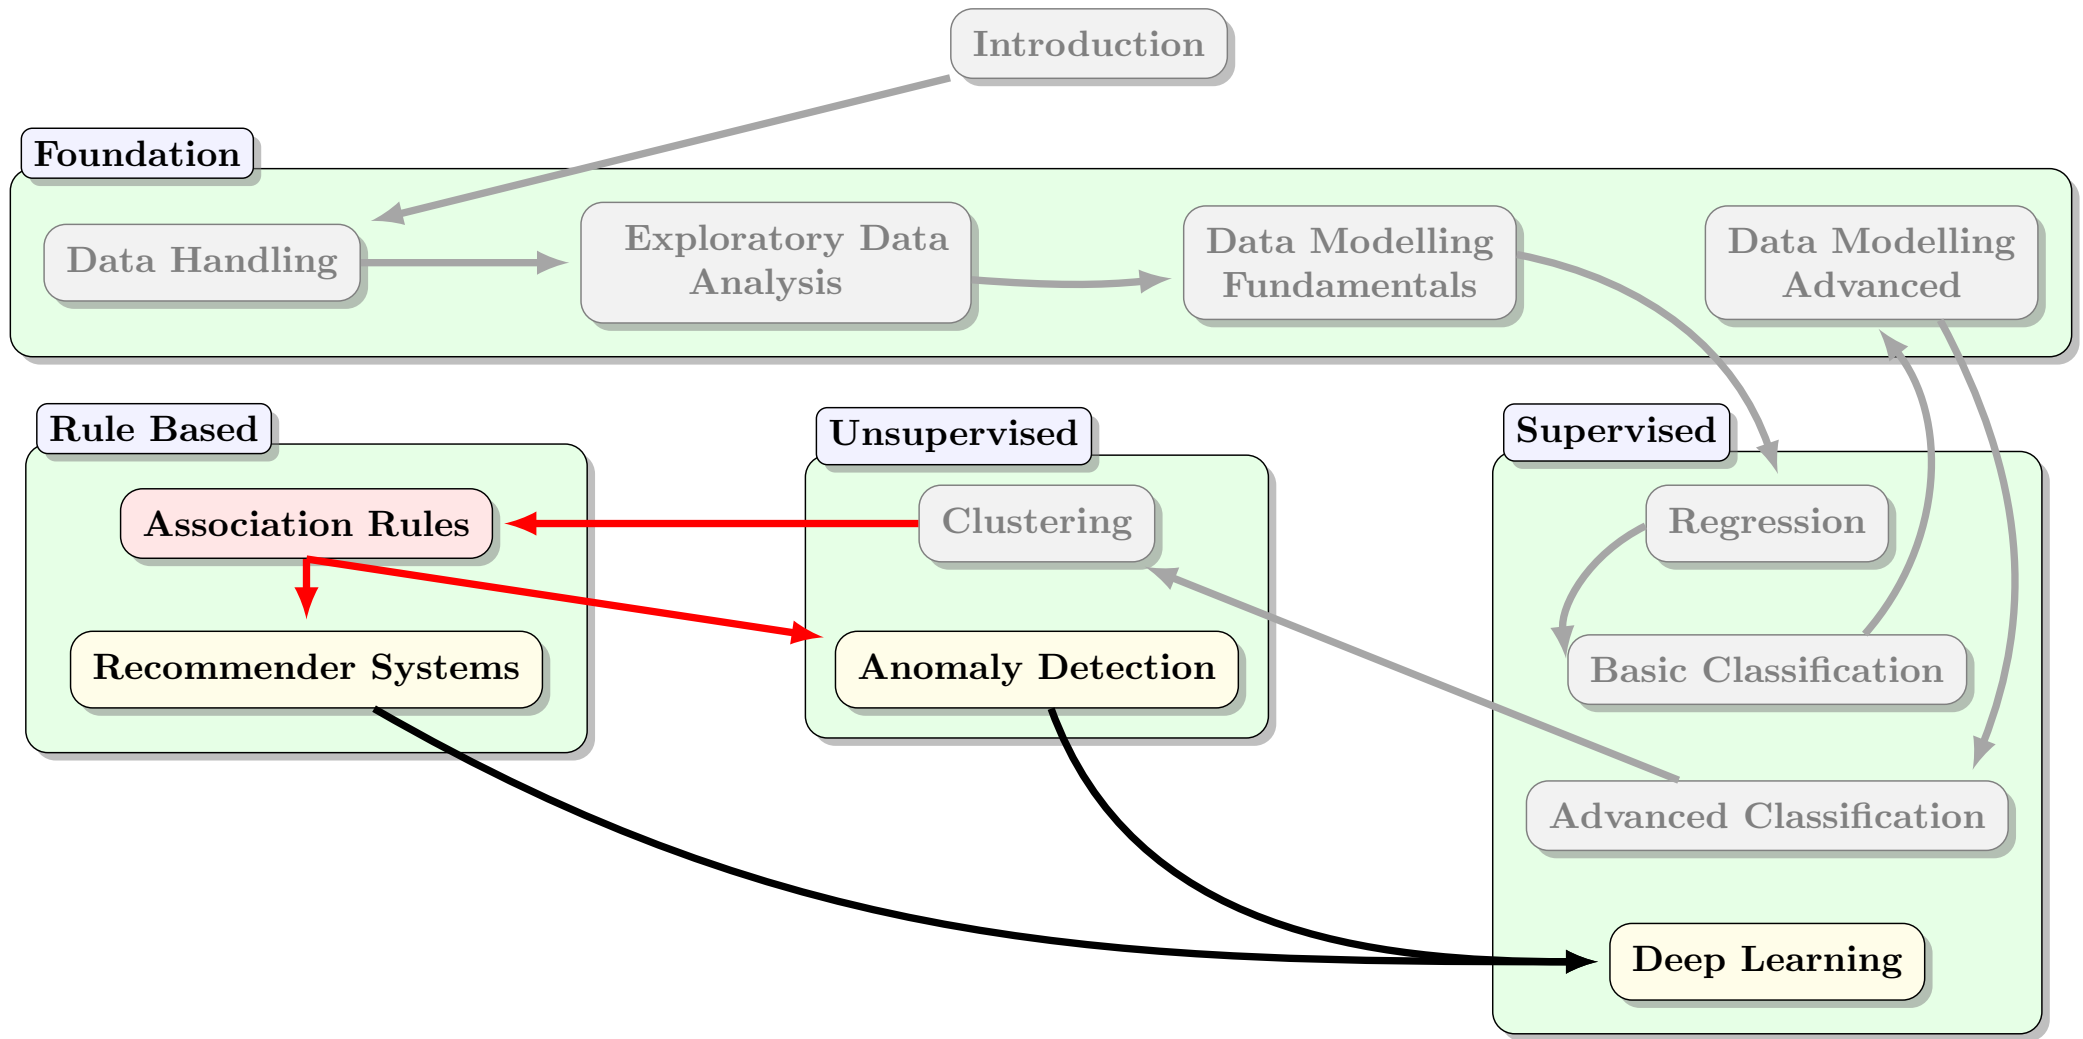 Introduction
Foundation
Data Handling
Exploratory Data
Analysis
Data Modelling
Fundamentals
Data Modelling
Advanced
Rule Based
Association Rules
Recommender Systems
Unsupervised
Clustering
Anomaly Detection
Supervised
Regression
Basic Classification
Advanced Classification
Deep Learning